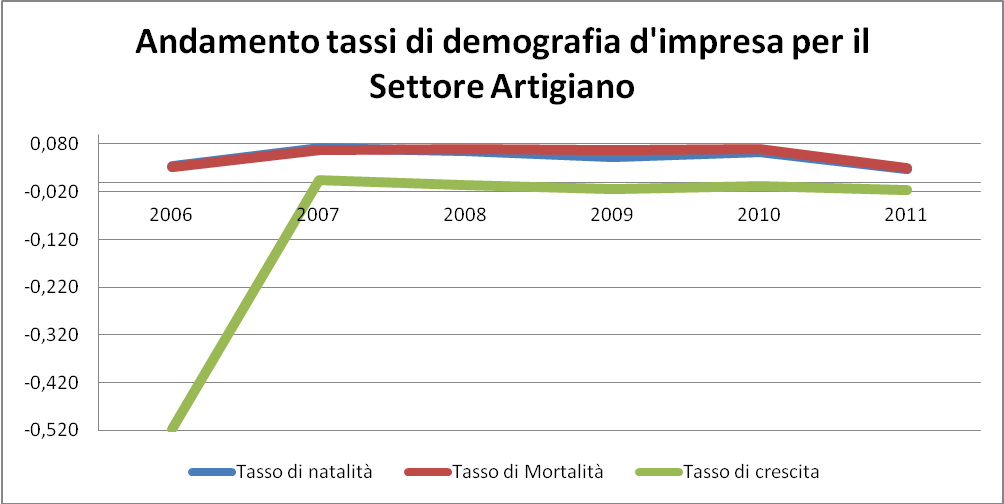 Andamento tassi di demografia d'impresa per il
Settore Artigiano
0,080
-0,020
-0,120
-0,220
-0,320
-0,420
-0,520
2006 2007 2008 2009 2010 2011
Tasso di natalità Tasso di Mortalità Tasso di crescita